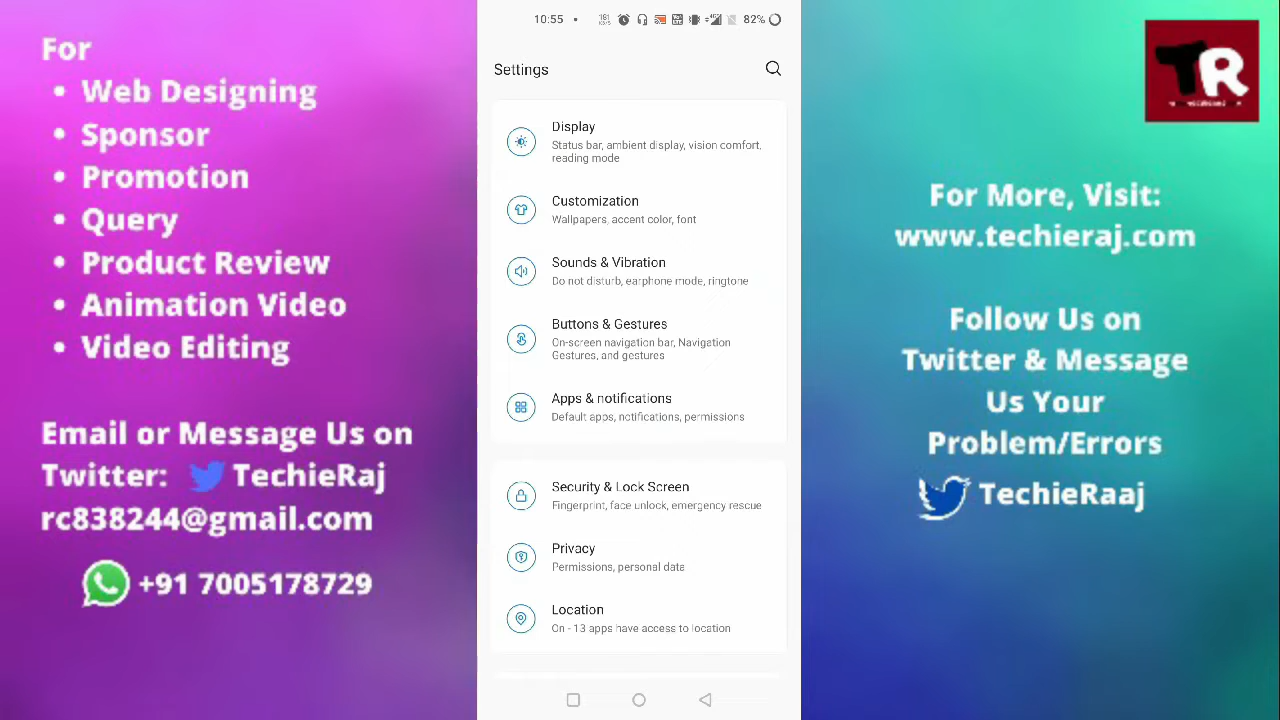 For
• Web Designing
• Sponsor
• Promotion
• Query
• Product Review
• Animation Video
• Video Editing
Email or Message Us on
Twitter: TechieRaj
rc838244@gmail.com
+91 7005178729
10:55
82%
Settings
Display
Status bar, ambient display, vision comfort,
reading mode
Customization
Wallpapers, accent color, font
Sounds & Vibration
Do not disturb, earphone mode, ringtone
Buttons & Gestures
On-screen navigation bar, Navigation
Gestures, and gestures
Apps & notifications
Default apps, notifications, permissions
Security & Lock Screen
Fingerprint, face unlock, emergency rescue
Privacy
Permissions, personal data
Location
On - 13 apps have access to location
TR
For More, Visit:
www.techieraj.com
Follow Us on
Twitter & Message
Us Your
Problem/Errors
TechieRaaj